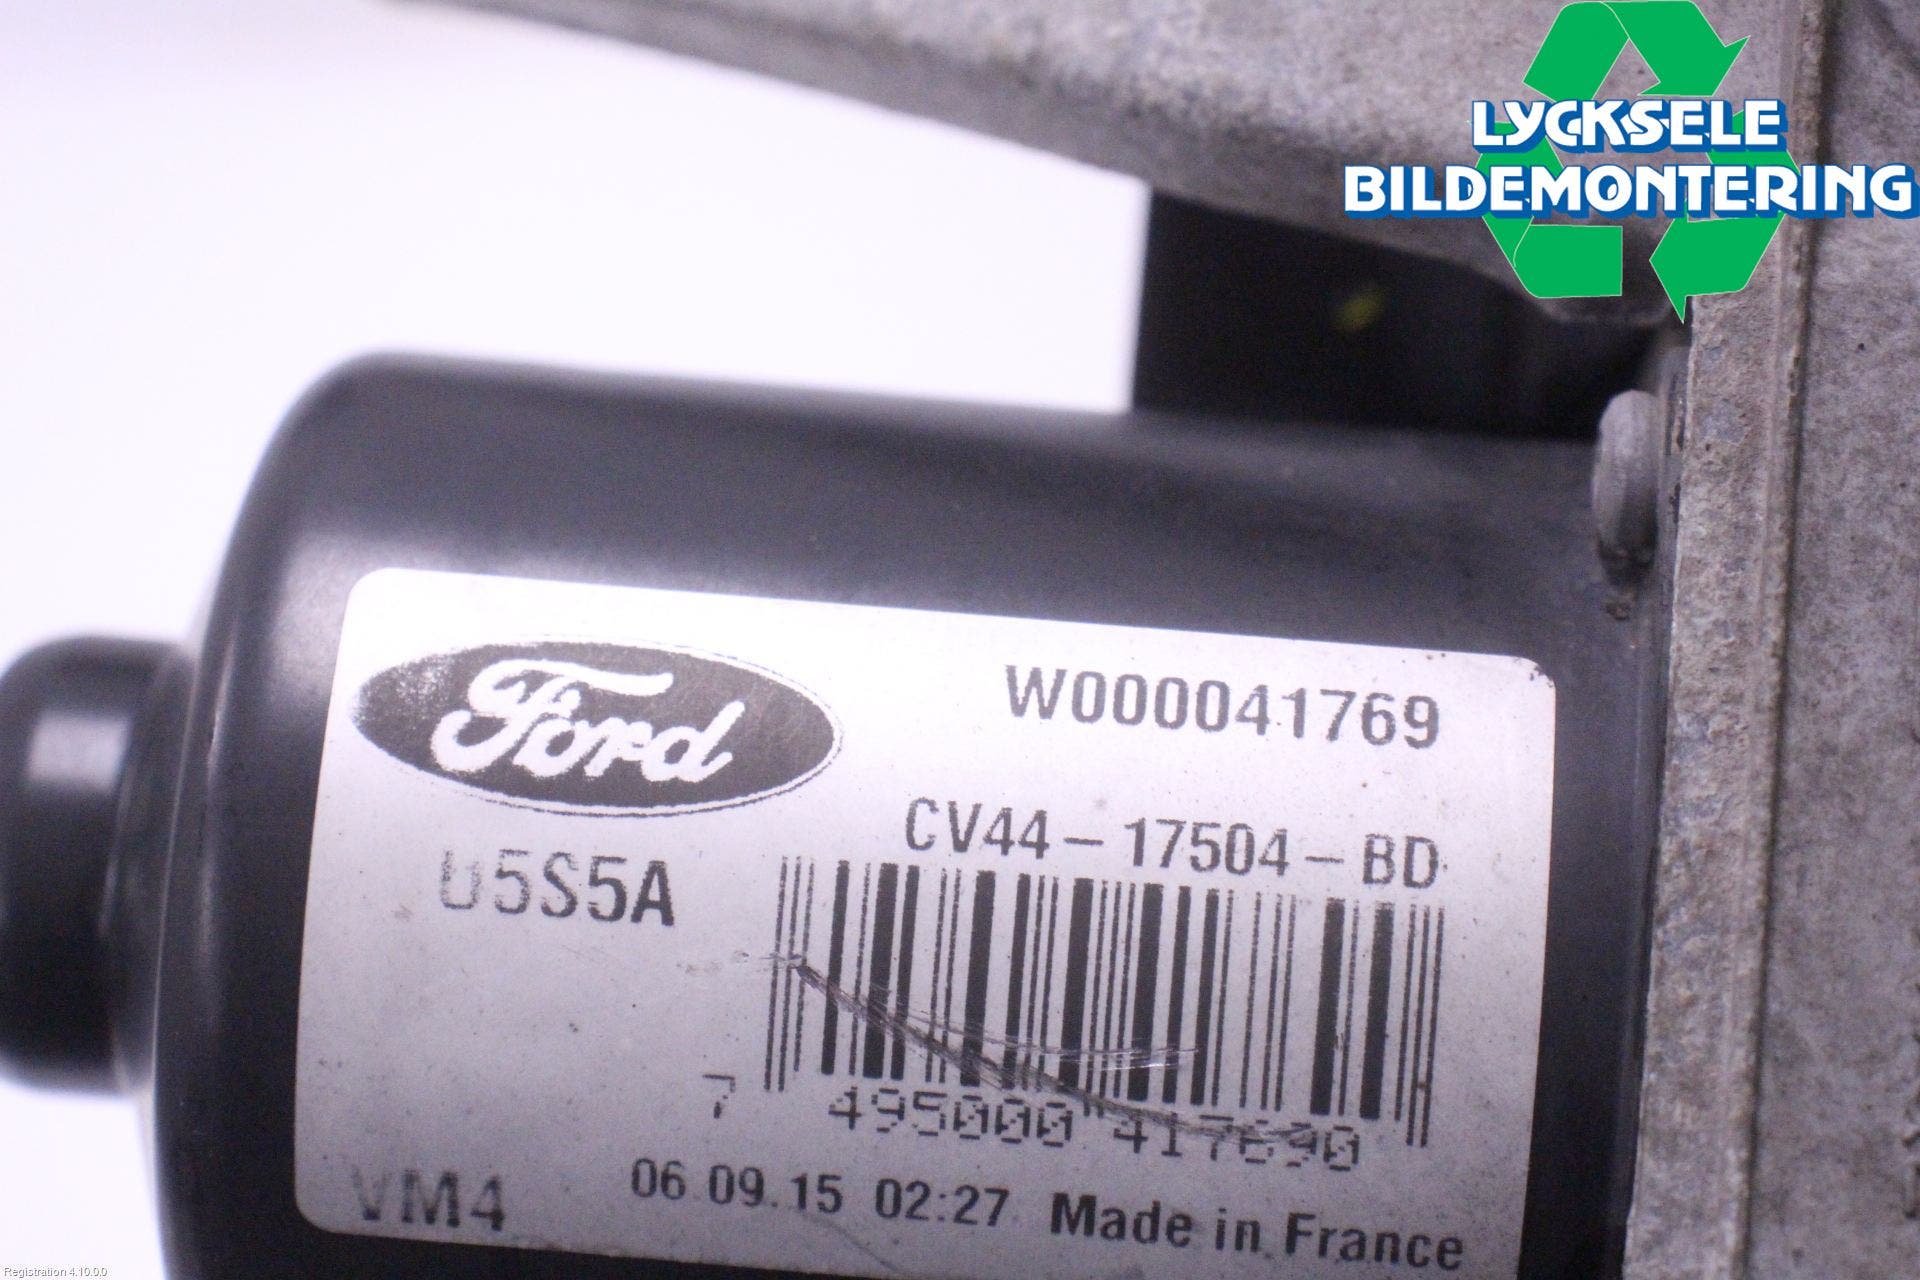 LYCKSELE
BILDEMONTERING
Ford
W000041769
CV44-17504-BD
U5S5A
7 495000 417690
VM4
06 09.15 02:27 Made in France
Registration 4.10.0.0